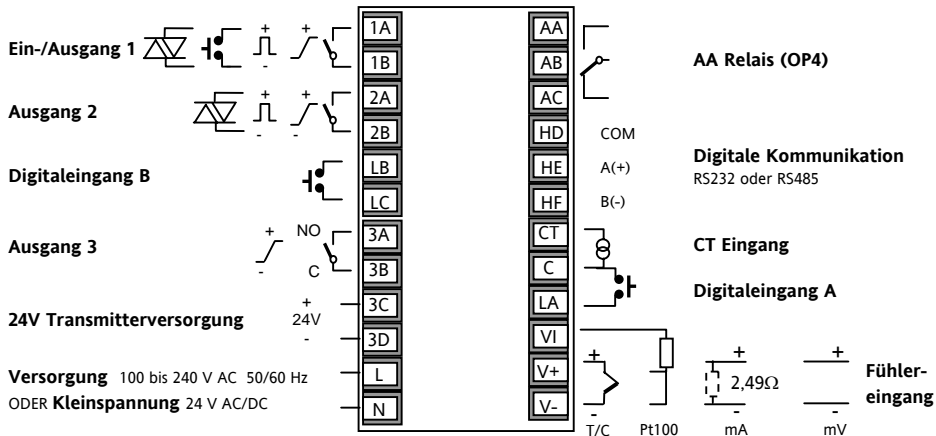 Ein-/Ausgang 1
+
-
+
-
1A
1B
Ausgang 2
+
-
+
-
2A
2B
Digitaleingang B
LB
LC
Ausgang 3
+
-
NO
C
3A
3B
24V Transmitterversorgung
+
24V
-
3C
3D
Versorgung 100 bis 240 V AC 50/60 Hz
ODER Kleinspannung 24 V AC/DC
L
N
AA
AB
AC
AA Relais (OP4)
HD COM
HE A(+)
HF B(-)
Digitale Kommunikation
RS232 oder RS485
CT
C
LA
CT Eingang
Digitaleingang A
VI
V+
V-
+
-
T/C
Pt100
+
2,49Ω
-
mA
+
-
mV
Fühler-
eingang